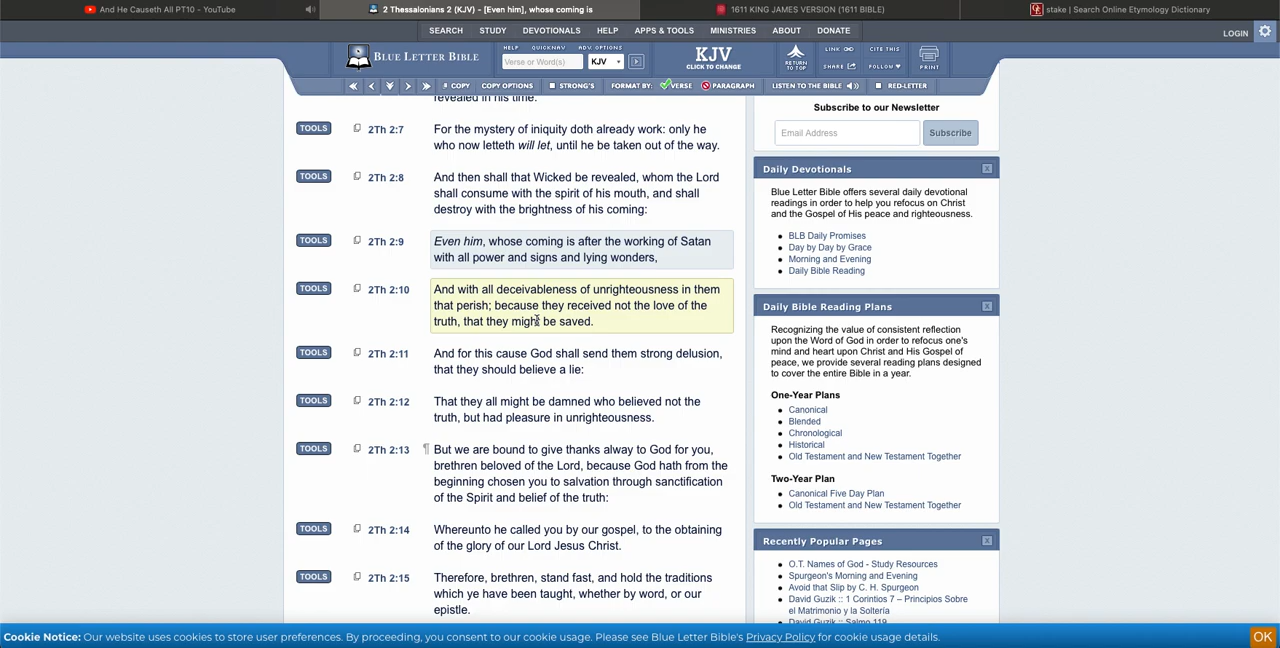 And He Causeth All PT10 - YouTube
2 Thessalonians 2 (KJV) - [Even him], whose coming is
1611 KING JAMES VERSION (1611 BIBLE)
stake | Search Online Etymology Dictionary
SEARCH STUDY DEVOTIONALS HELP APPS & TOOLS MINISTRIES ABOUT DONATE
LOGIN
BLUE LETTER BIBLE
HELP QUICKNAV ADV. OPTIONS
Verse or Word(s) KJV
KJV
CLICK TO CHANGE
RETURN
TO TOP
LINK
SHARE
CITE THIS
FOLLOW
PRINT
COPY COPY OPTIONS STRONG'S FORMAT BY: VERSE PARAGRAPH LISTEN TO THE BIBLE RED-LETTER
revealed in his time.
TOOLS 2Th 2:7 For the mystery of iniquity doth already work: only he
who now letteth will let, until he be taken out of the way.
TOOLS 2Th 2:8 And then shall that Wicked be revealed, whom the Lord
shall consume with the spirit of his mouth, and shall
destroy with the brightness of his coming:
TOOLS 2Th 2:9 Even him, whose coming is after the working of Satan
with all power and signs and lying wonders,
TOOLS 2Th 2:10 And with all deceivableness of unrighteousness in them
that perish; because they received not the love of the
truth, that they might be saved.
TOOLS 2Th 2:11 And for this cause God shall send them strong delusion,
that they should believe a lie:
TOOLS 2Th 2:12 That they all might be damned who believed not the
truth, but had pleasure in unrighteousness.
TOOLS 2Th 2:13 ¶ But we are bound to give thanks alway to God for you,
brethren beloved of the Lord, because God hath from the
beginning chosen you to salvation through sanctification
of the Spirit and belief of the truth:
TOOLS 2Th 2:14 Whereunto he called you by our gospel, to the obtaining
of the glory of our Lord Jesus Christ.
TOOLS 2Th 2:15 Therefore, brethren, stand fast, and hold the traditions
which ye have been taught, whether by word, or our
epistle.
Subscribe to our Newsletter
Email Address Subscribe
Daily Devotionals
Blue Letter Bible offers several daily devotional
readings in order to help you refocus on Christ
and the Gospel of His peace and righteousness.
BLB Daily Promises
Day by Day by Grace
Morning and Evening
Daily Bible Reading
Daily Bible Reading Plans
Recognizing the value of consistent reflection
upon the Word of God in order to refocus one's
mind and heart upon Christ and His Gospel of
peace, we provide several reading plans designed
to cover the entire Bible in a year.
One-Year Plans
Canonical
Blended
Chronological
Historical
Old Testament and New Testament Together
Two-Year Plan
Canonical Five Day Plan
Old Testament and New Testament Together
Recently Popular Pages
O.T. Names of God - Study Resources
Spurgeon's Morning and Evening
Avoid that Slip by C. H. Spurgeon
David Guzik :: 1 Corintios 7 – Principios Sobre
el Matrimonio y la Soltería
David Guzik :: Salmo 119
Cookie Notice: Our website uses cookies to store user preferences. By proceeding, you consent to our cookie usage. Please see Blue Letter Bible's Privacy Policy for cookie usage details.
OK